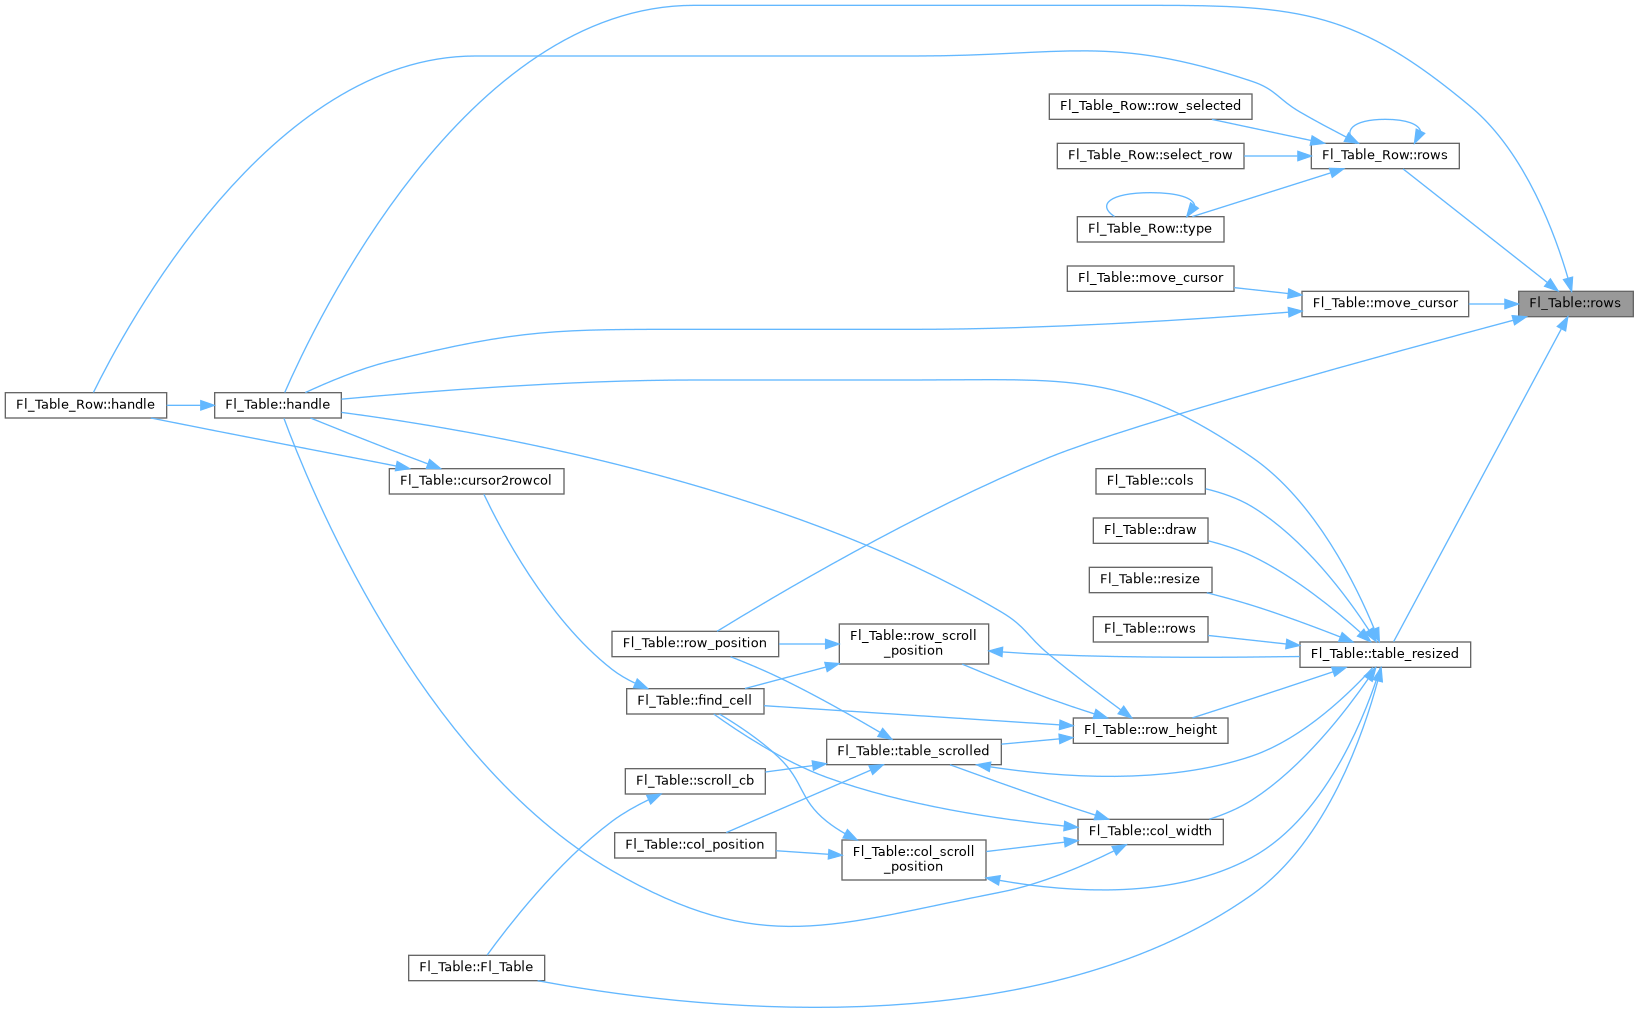 Fl_Table_Row::row_selected
Fl_Table_Row::rows
Fl_Table_Row::select_row
Fl_Table_Row::type
Fl_Table::move_cursor
Fl_Table::move_cursor
Fl_Table::rows
Fl_Table_Row::handle
Fl_Table::handle
Fl_Table::cursor2rowcol
Fl_Table::cols
Fl_Table::draw
Fl_Table::resize
Fl_Table::rows
Fl_Table::row_position
Fl_Table::row_scroll
_position
Fl_Table::table_resized
Fl_Table::find_cell
Fl_Table::row_height
Fl_Table::table_scrolled
Fl_Table::scroll_cb
Fl_Table::col_width
Fl_Table::col_position
Fl_Table::col_scroll
_position
Fl_Table::Fl_Table